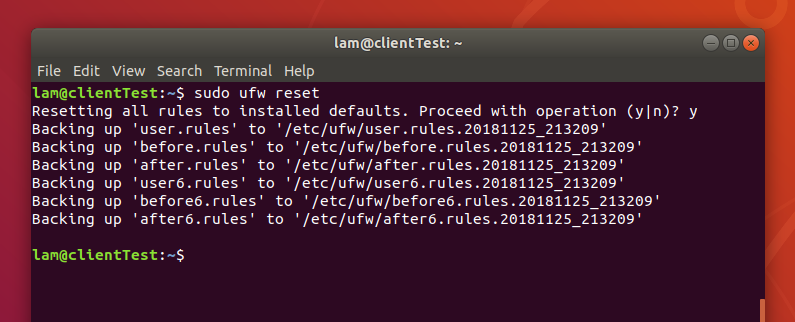 lam@clientTest: ~
File Edit View Search Terminal Help
lam@clientTest:~$ sudo ufw reset
Resetting all rules to installed defaults. Proceed with operation (y|n)? y
Backing up 'user.rules' to '/etc/ufw/user.rules.20181125_213209'
Backing up 'before.rules' to '/etc/ufw/before.rules.20181125_213209'
Backing up 'after.rules' to '/etc/ufw/after.rules.20181125_213209'
Backing up 'user6.rules' to '/etc/ufw/user6.rules.20181125_213209'
Backing up 'before6.rules' to '/etc/ufw/before6.rules.20181125_213209'
Backing up 'after6.rules' to '/etc/ufw/after6.rules.20181125_213209'
lam@clientTest:~$